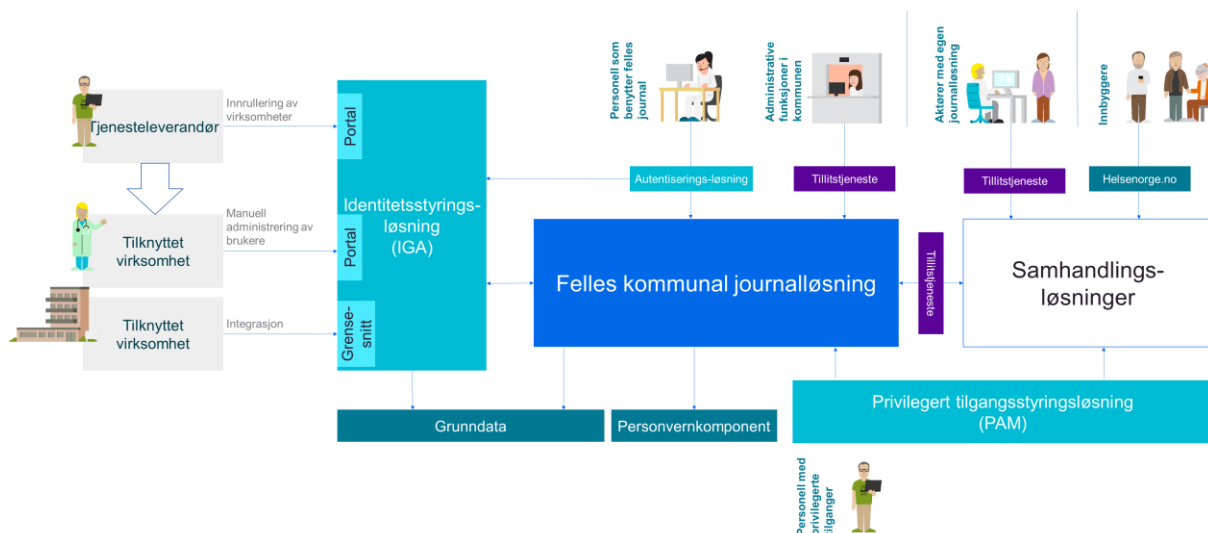 Personell som
benytter felles
journal
Administrative
funksjoner i
kommunen
Aktører med egen
journalløsning
Innbyggere
Tjenesteleverandør
Innrullering av
virksomheter
Portal
Autentiserings-løsning
Tillitstjeneste
Tillitstjeneste
Helsenorge.no
Identitetsstyrings-
løsning
(IGA)
Tilknyttet
virksomhet
Manuell
administrering av
brukere
Portal
Felles kommunal journalløsning
Tillitstjeneste
Samhandlings-
løsninger
Tilknyttet
virksomhet
Integrasjon
Grense-
snitt
Grunndata
Personvernkomponent
Privilegert tilgangsstyringsløsning
(PAM)
Personell med
privilegerte
tilganger